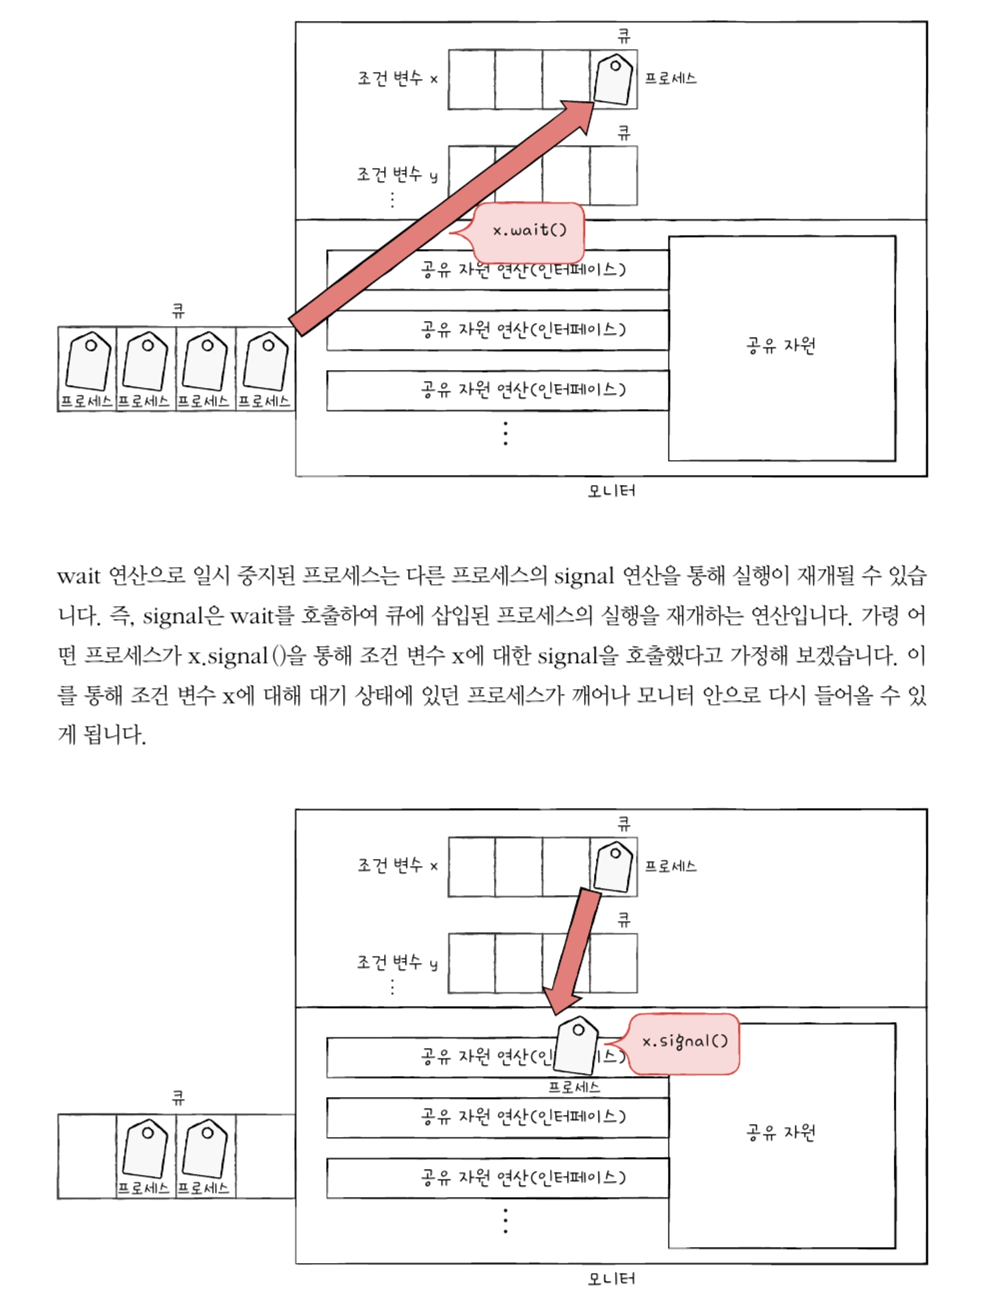 큐
조건 변수 x
프로세스
큐
조건 변수 y
⋮
x.wait()
공유 자원 연산(인터페이스)
큐
공유 자원 연산(인터페이스)
공유 자원
프로세스 프로세스 프로세스 프로세스
공유 자원 연산(인터페이스)
⋮
모니터
wait 연산으로 일시 중지된 프로세스는 다른 프로세스의 signal 연산을 통해 실행이 재개될 수 있습
니다. 즉, signal은 wait를 호출하여 큐에 삽입된 프로세스의 실행을 재개하는 연산입니다. 가령 어
떤 프로세스가 x.signal()을 통해 조건 변수 x에 대한 signal을 호출했다고 가정해 보겠습니다. 이
를 통해 조건 변수 x에 대해 대기 상태에 있던 프로세스가 깨어나 모니터 안으로 다시 들어올 수 있
게 됩니다.
큐
조건 변수 x
프로세스
큐
조건 변수 y
⋮
x.signal()
공유 자원 연산(인 이스)
프로세스
큐
공유 자원 연산(인터페이스)
공유 자원
프로세스 프로세스
공유 자원 연산(인터페이스)
⋮
모니터